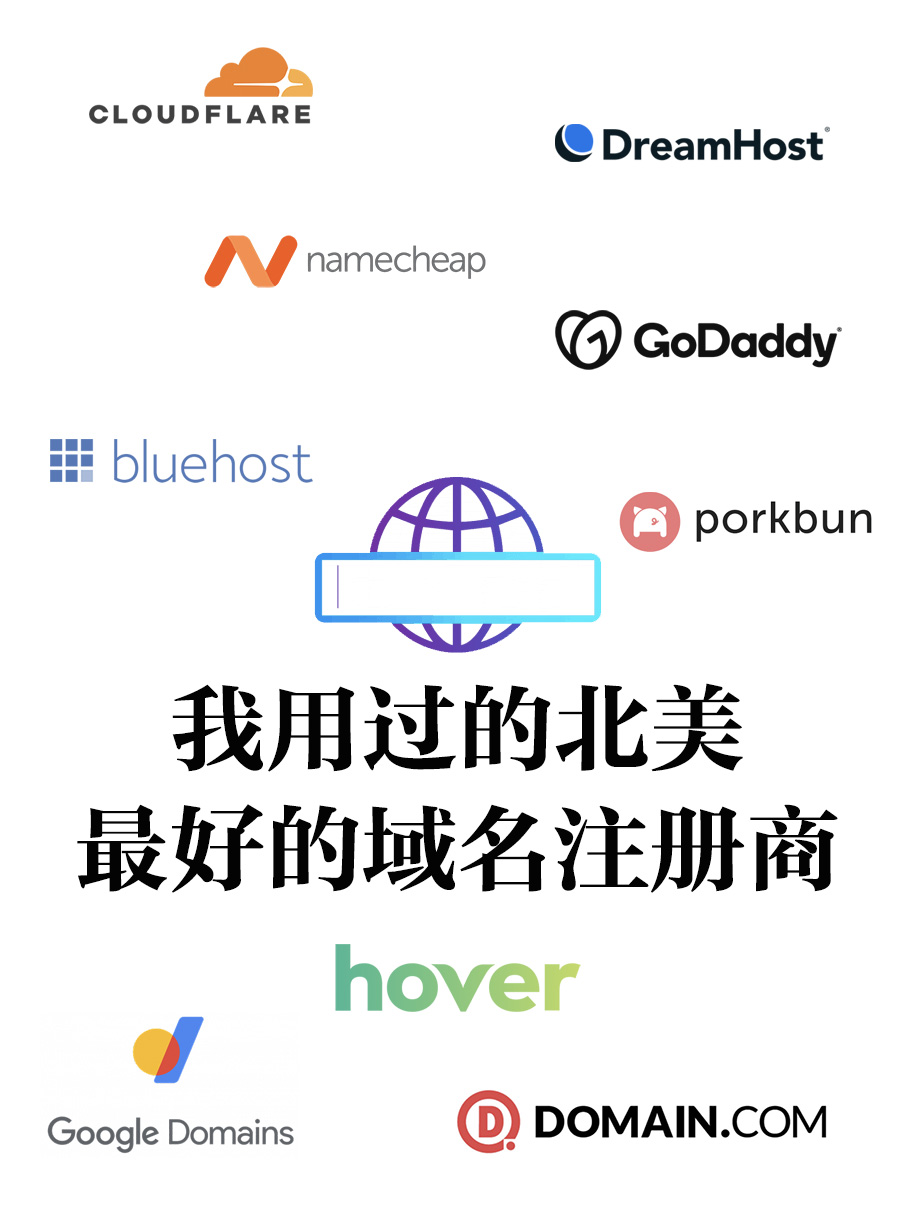 CLOUDFLARE
DreamHost®
namecheap
GoDaddy®
bluehost
porkbun
我用过的北美
最好的域名注册商
hover
Google Domains
DOMAIN.COM